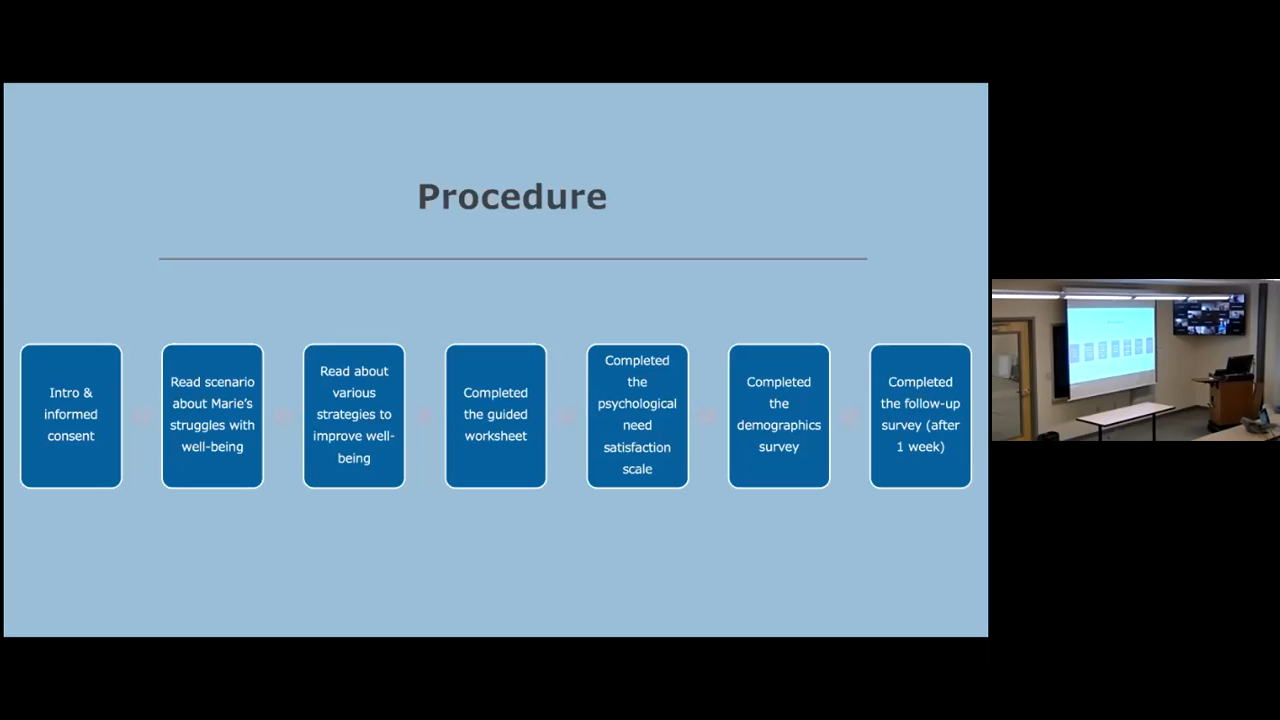 Procedure
Intro &
informed
consent
Read scenario
about Marie's
struggles with
well-being
Read about
various
strategies to
improve well-
being
Completed
the guided
worksheet
Completed
the
psychological
need
satisfaction
scale
Completed
the
demographics
survey
Completed
the follow-up
survey (after
1 week)